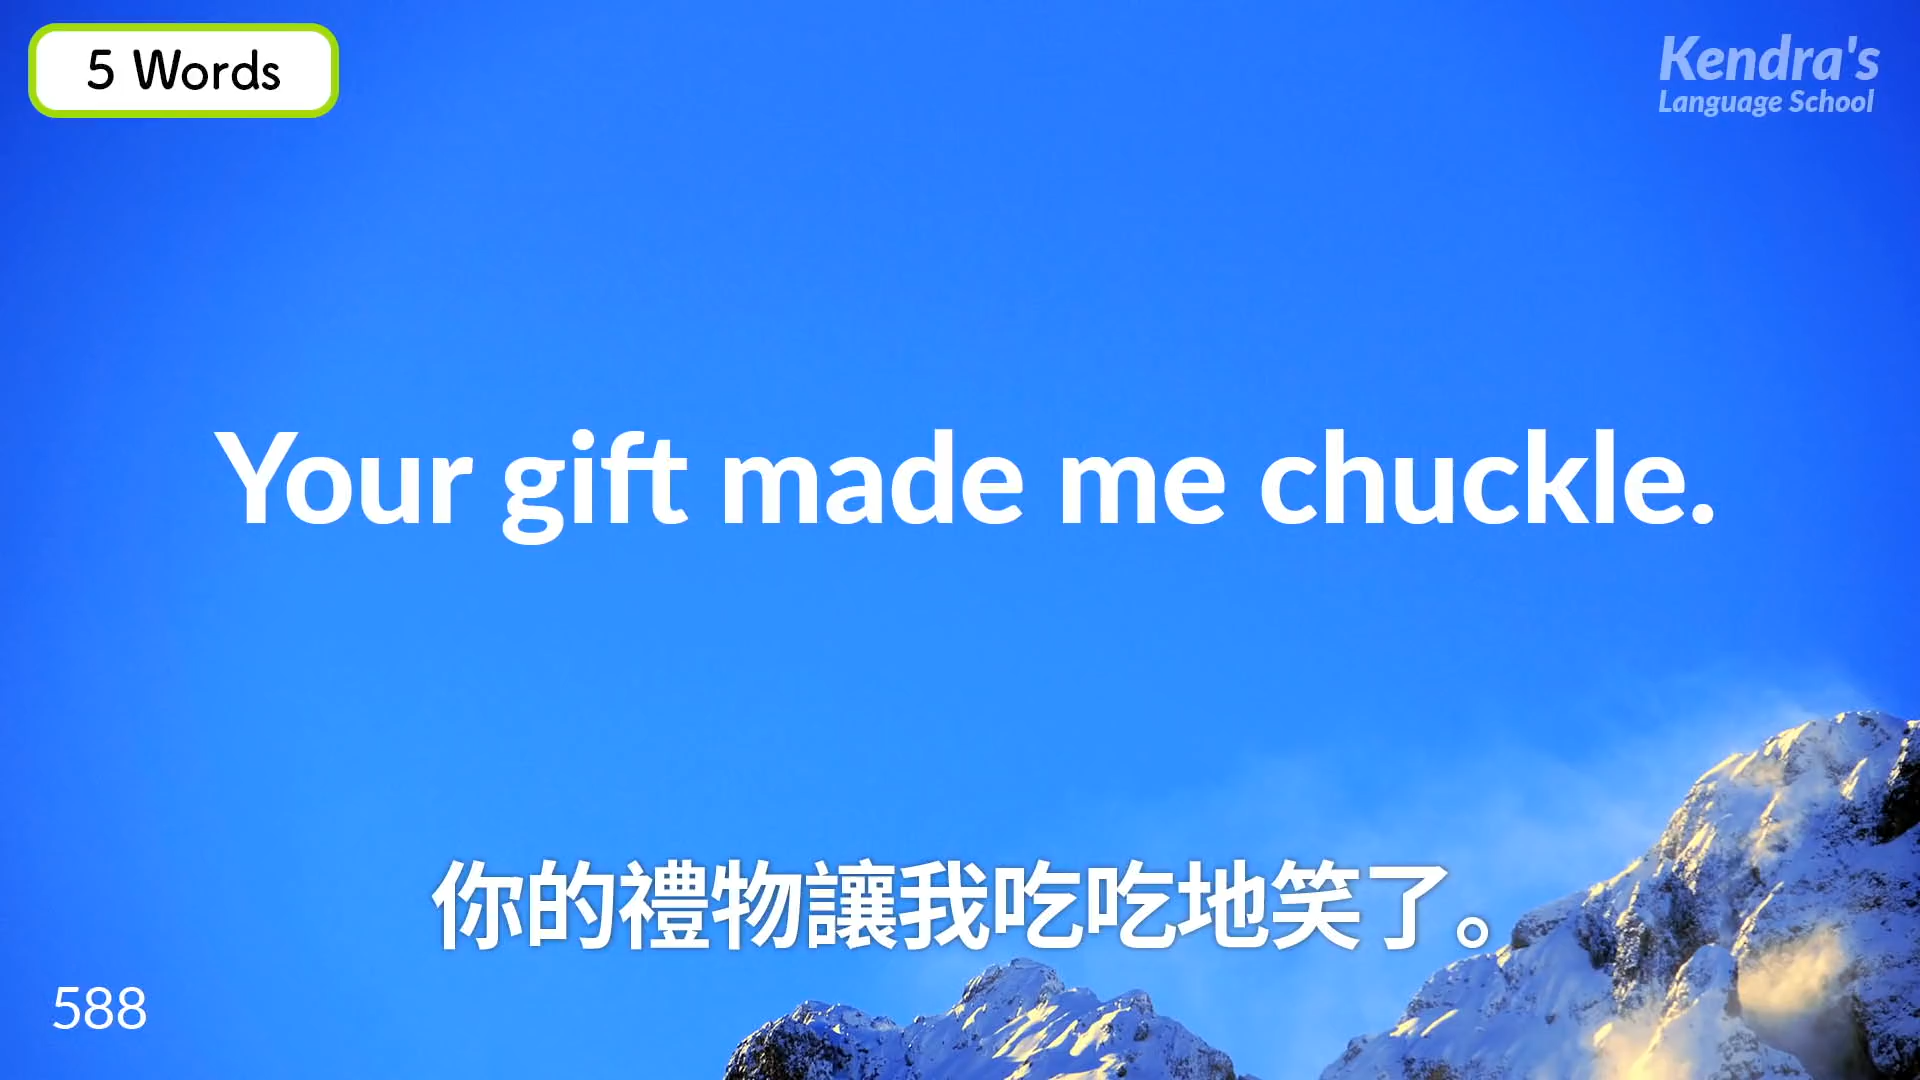 5 Words
Kendra's
Language School
Your gift made me chuckle.
你的禮物讓我吃吃地笑了。
588